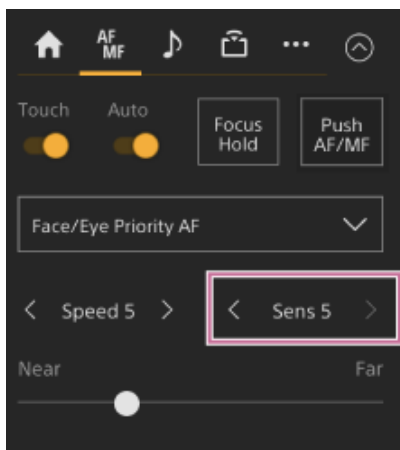 AF
MF
Touch
Auto
Focus
Hold
Push
AF/MF
Face/Eye Priority AF
Speed 5
Sens 5
Near
Far